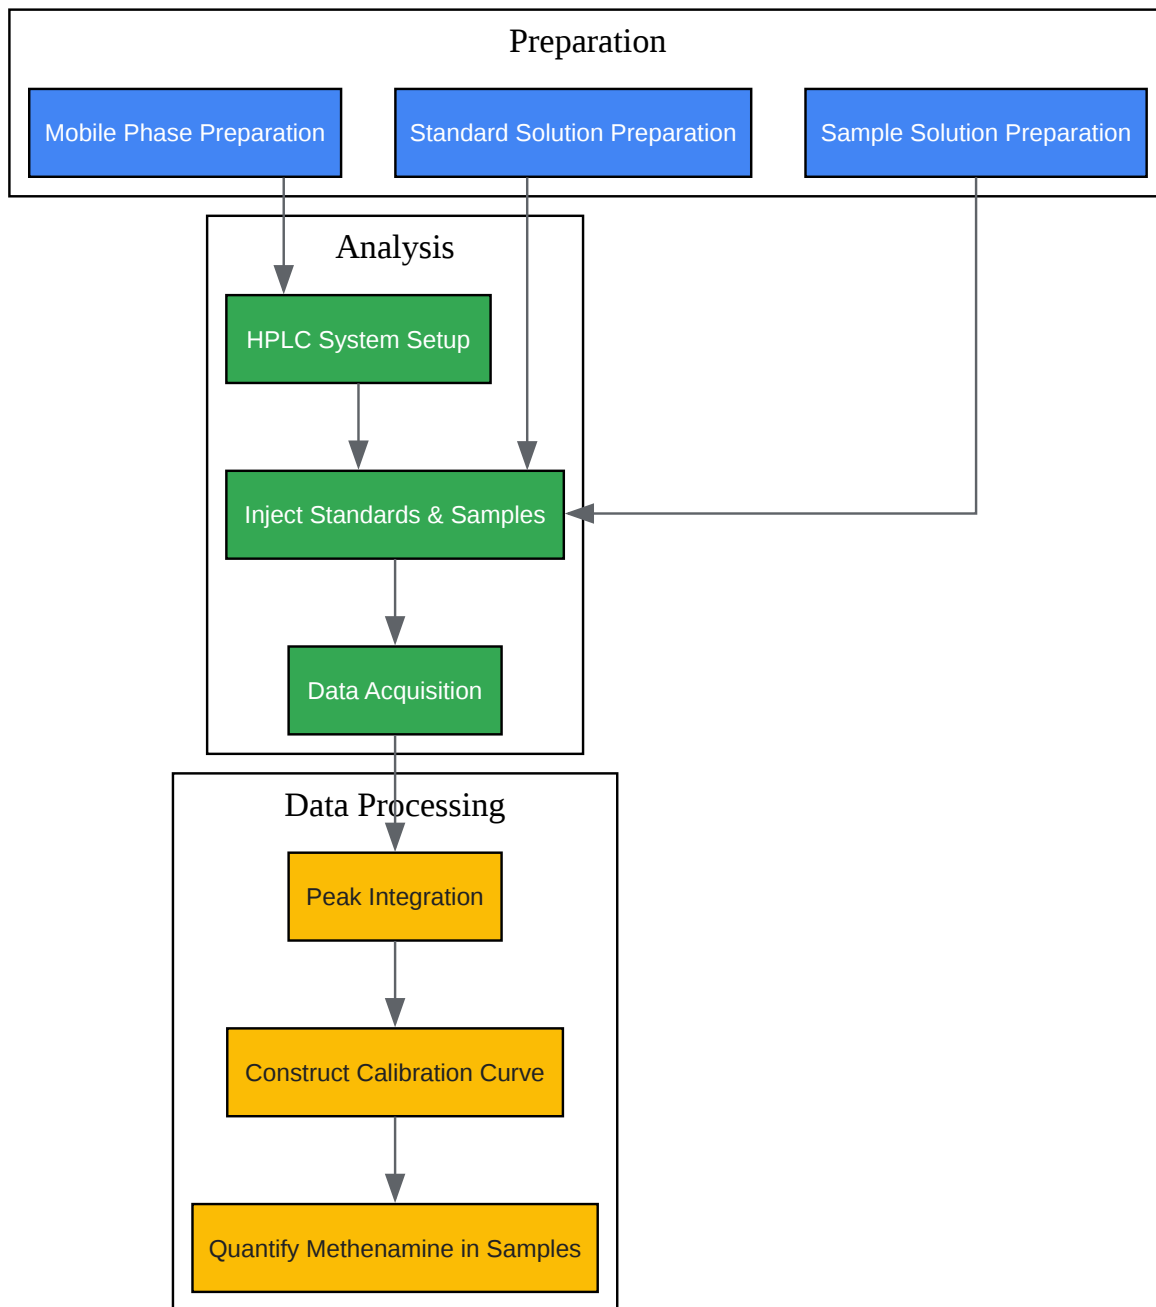 Preparation
Mobile Phase Preparation
Standard Solution Preparation
Sample Solution Preparation
Analysis
HPLC System Setup
Inject Standards & Samples
Data Acquisition
Data Processing
Peak Integration
Construct Calibration Curve
Quantify Methenamine in Samples